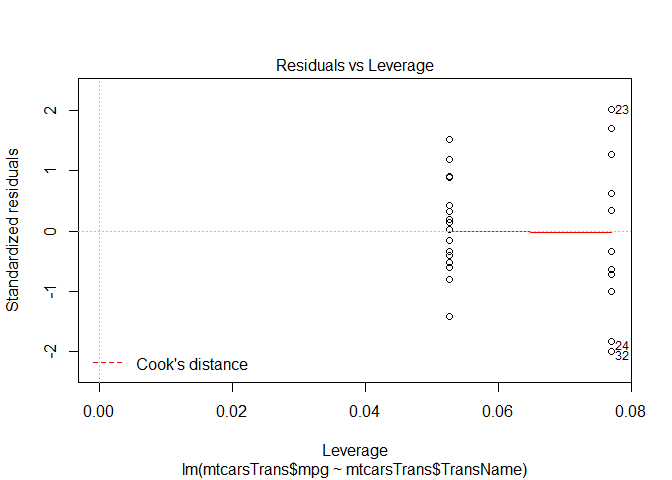 Residuals vs Leverage
Standardized residuals
2
1
0
-1
-2
23
24
32
Cook's distance
0.00 0.02 0.04 0.06 0.08
Leverage
lm(mtcarsTrans$mpg ~ mtcarsTrans$TransName)